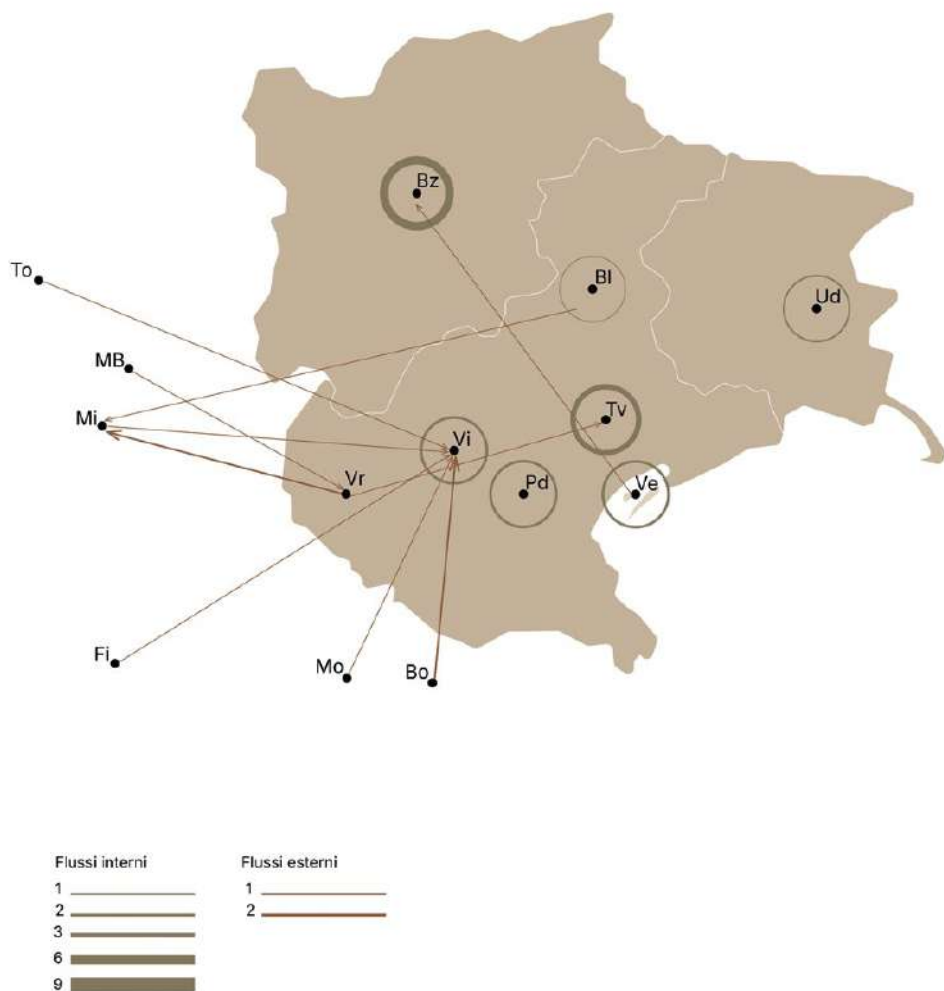 Bz
To
Bl
Ud
MB
Mi
Tv
Vi
Vr
Pd
Ve
Fi
Mo
Bo
Flussi interni
1
2
3
6
9
Flussi esterni
1
2